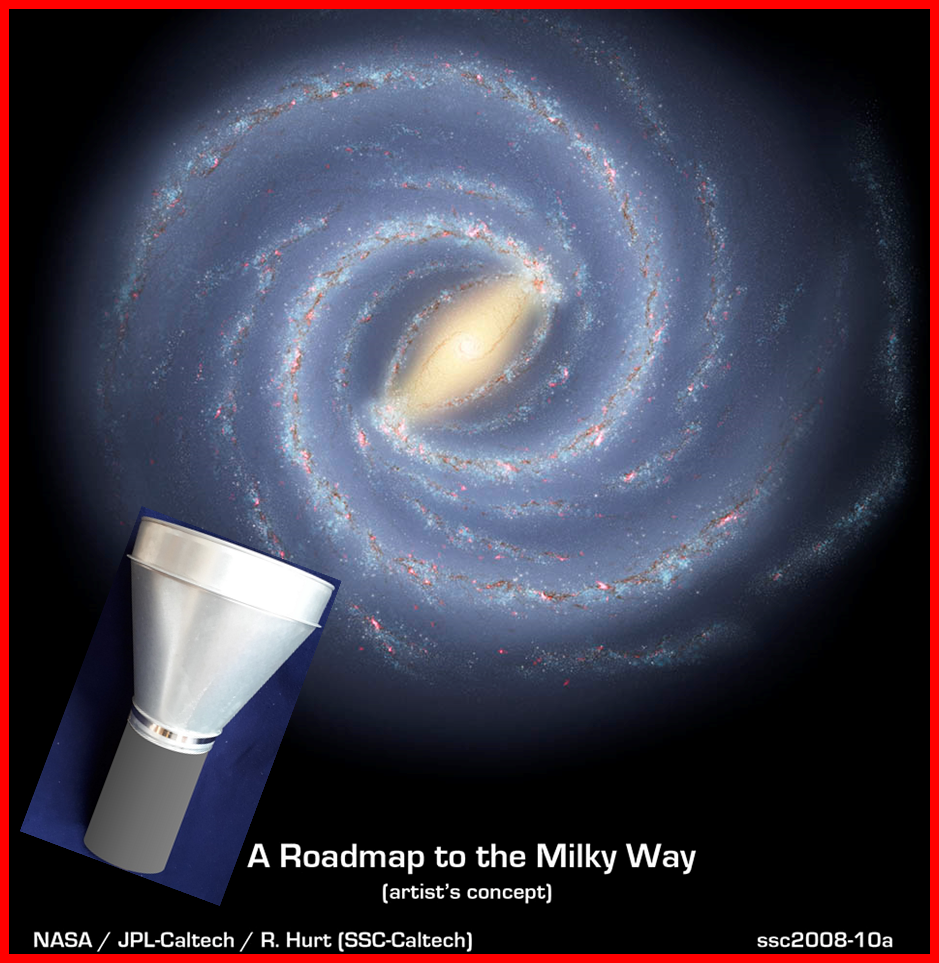 A Roadmap to the Milky Way
(artist's concept)
NASA / JPL-Caltech / R. Hurt (SSC-Caltech)
ssc2008-10a